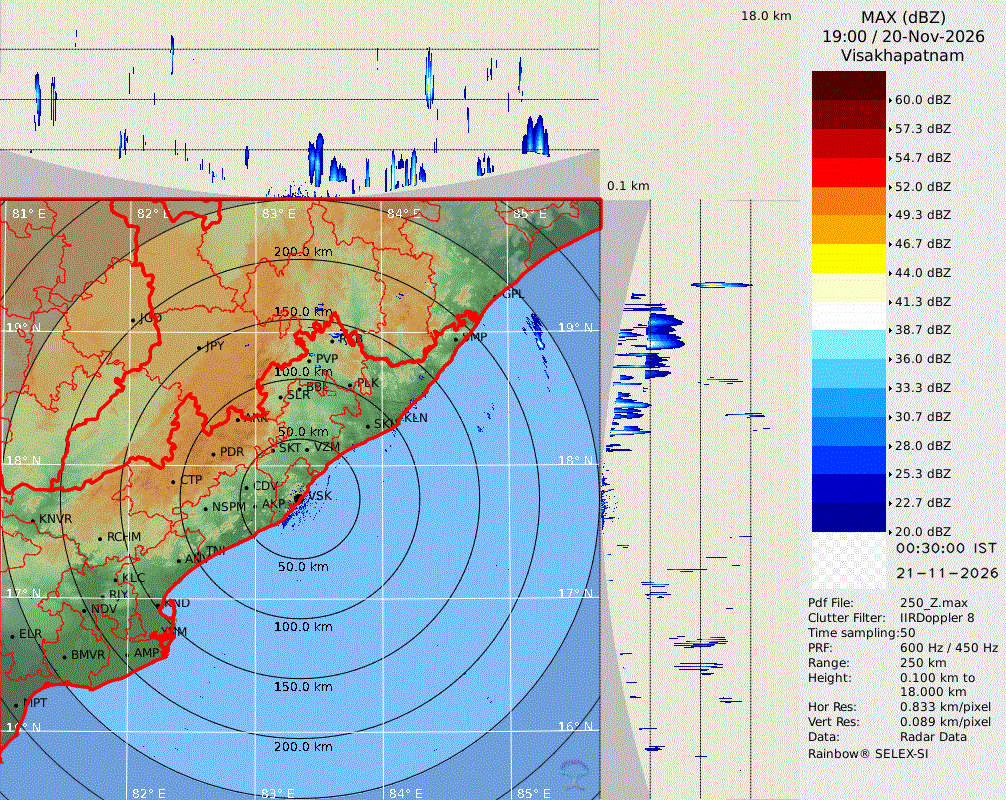 18.0 km
0.1 km
MAX (dBZ)
19:00 / 20-Nov-2026
Visakhapatnam
60.0 dBZ
57.3 dBZ
54.7 dBZ
52.0 dBZ
49.3 dBZ
46.7 dBZ
44.0 dBZ
41.3 dBZ
38.7 dBZ
36.0 dBZ
33.3 dBZ
30.7 dBZ
28.0 dBZ
25.3 dBZ
22.7 dBZ
20.0 dBZ
00:30:00 IST
21-11-2026
Pdf File: 250_Z.max
Clutter Filter: IIRDoppler 8
Time sampling:50
PRF: 600 Hz / 450 Hz
Range: 250 km
Height: 0.100 km to
18.000 km
Hor Res: 0.833 km/pixel
Vert Res: 0.089 km/pixel
Data: Radar Data
Rainbow® SELEX-SI
81° E
82° E
83° E
84° E
85° E
200.0 km
GPL
150.0 km
JGD
19° N
19° N
JPY
PVP
100.0 km
PLK
SLR
KLN
50.0 km
SKT
VZM
PDR
18° N
18° N
CTP
CDV
VSK
NSPM
AKP
KNVR
RCHM
TNI
50.0 km
KLC
RJY
17° N
17° N
NDV
KND
100.0 km
ELR
YNM
BMVR
AMP
150.0 km
MPT
16° N
16° N
200.0 km
82° E
83° E
84° E
85° E